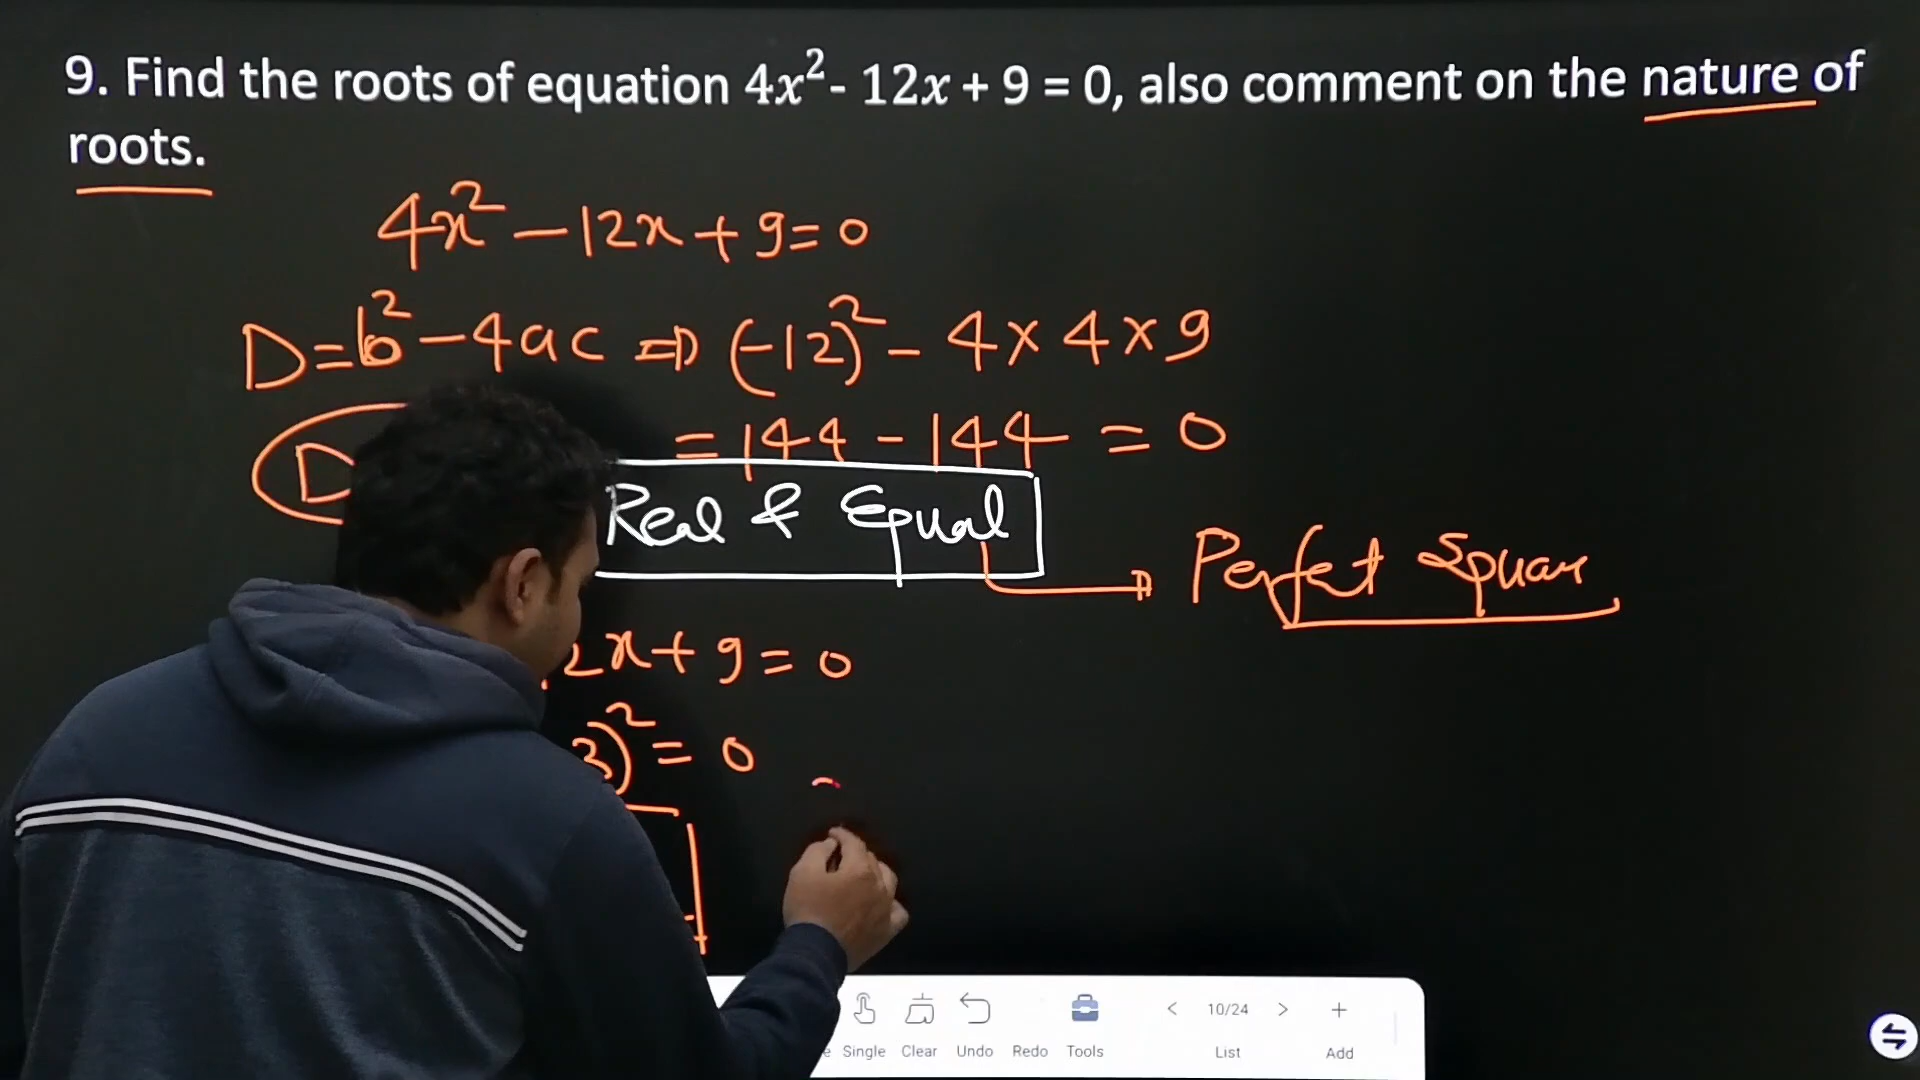 9. Find the roots of equation 4x²- 12x + 9 = 0, also comment on the nature of
roots.
4x² - 12x + 9 = 0
D = b² - 4ac ⇒ (-12)² - 4 × 4 × 9
D = 144 - 144 = 0
Real & Equal
Perfect Square
2x + 9 = 0
3)² = 0
Single Clear Undo Redo Tools < 10/24 > +
List Add